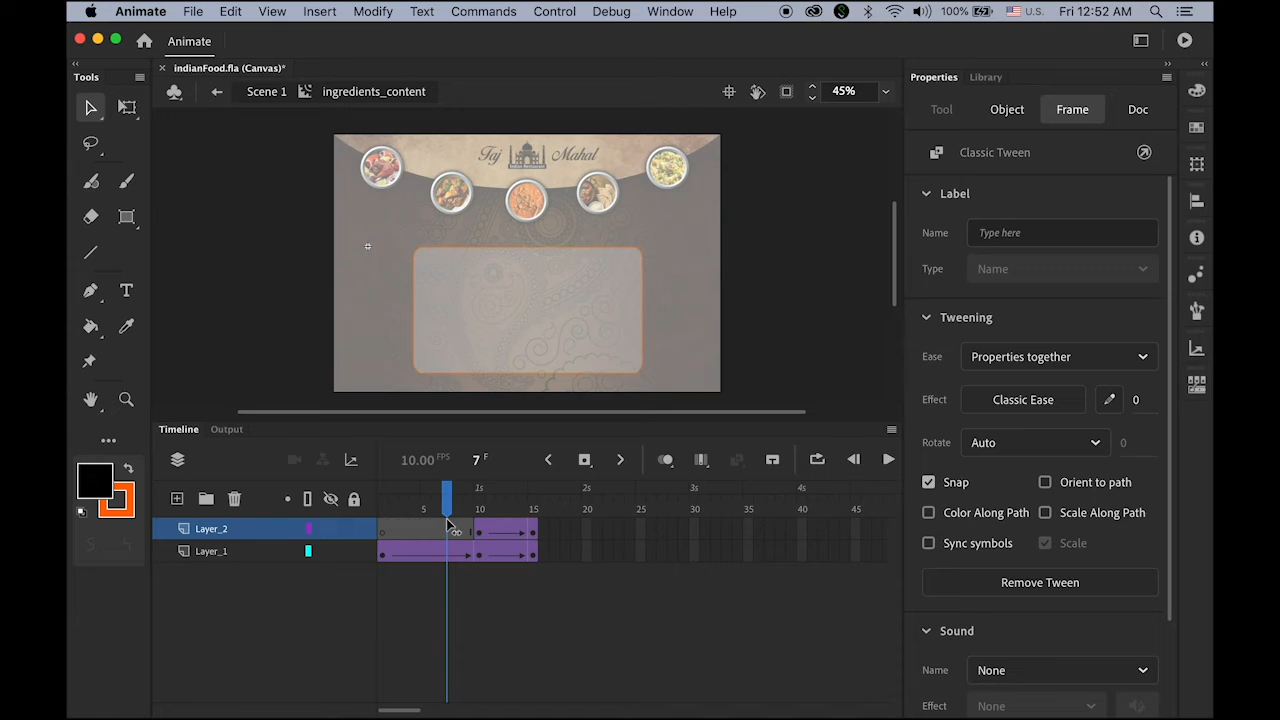 Animate File Edit View Insert Modify Text Commands Control Debug Window Help 100% U.S. Fri 12:52 AM
Animate
indianFood.fla (Canvas)*
Scene 1 ingredients_content 45%
Tools
Taj Mahal
Indian Restaurant
Timeline Output
10.00 FPS 7 F
1s 2s 3s 4s
5 10 15 20 25 30 35 40 45
Layer_2
Layer_1
Properties Library
Tool Object Frame Doc
Classic Tween
Label
Name Type here
Type Name
Tweening
Ease Properties together
Effect Classic Ease 0
Rotate Auto 0
Snap Orient to path
Color Along Path Scale Along Path
Sync symbols Scale
Remove Tween
Sound
Name None
Effect None